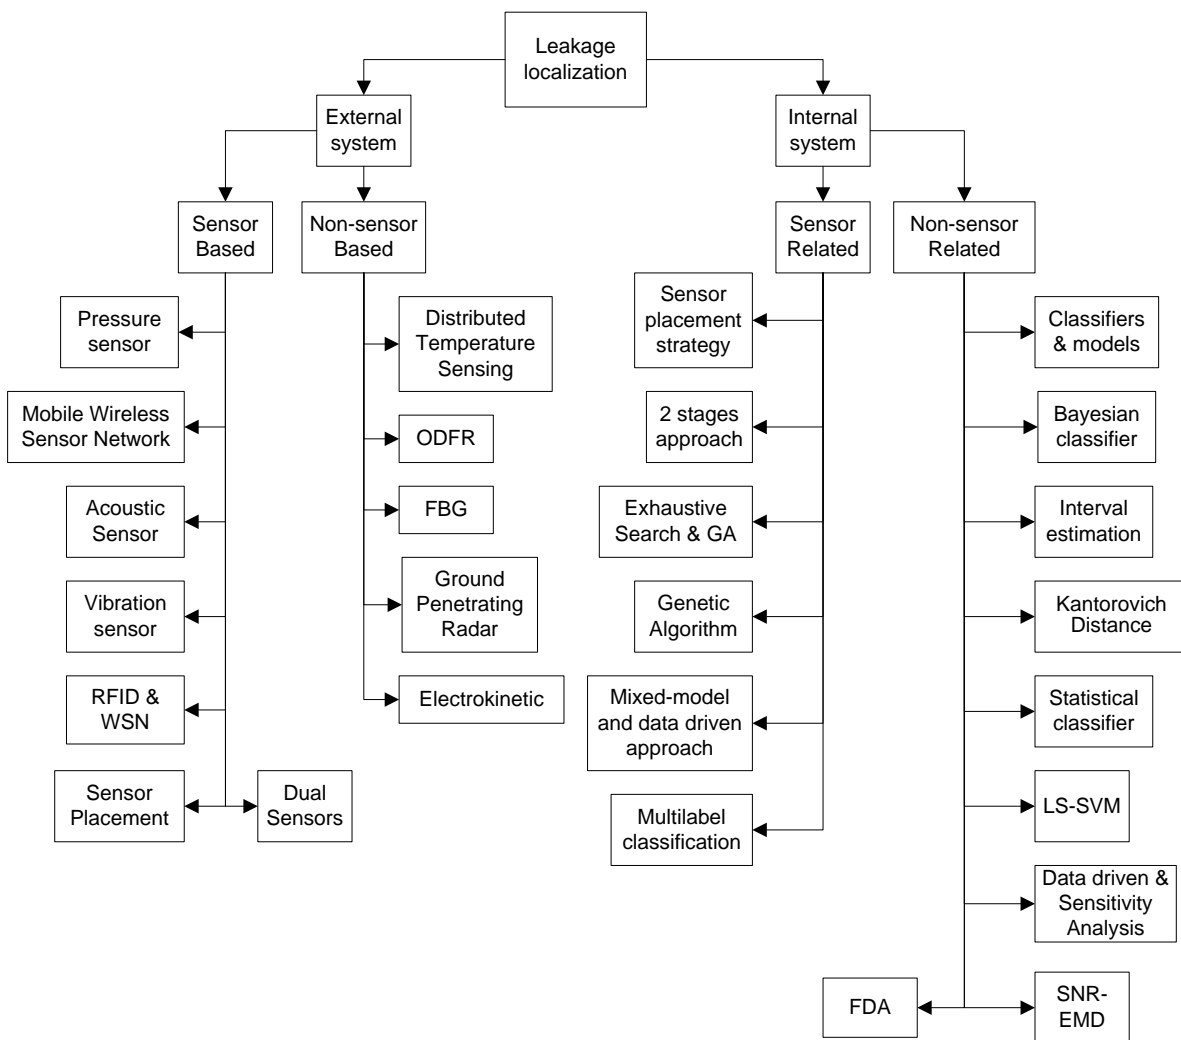 Leakage
localization
External
system
Internal
system
Sensor
Based
Non-sensor
Based
Sensor
Related
Non-sensor
Related
Pressure
sensor
Mobile Wireless
Sensor Network
Acoustic
Sensor
Vibration
sensor
RFID &
WSN
Sensor
Placement
Dual
Sensors
Distributed
Temperature
Sensing
ODFR
FBG
Ground
Penetrating
Radar
Electrokinetic
Sensor
placement
strategy
2 stages
approach
Exhaustive
Search & GA
Genetic
Algorithm
Mixed-model
and data driven
approach
Multilabel
classification
Classifiers
& models
Bayesian
classifier
Interval
estimation
Kantorovich
Distance
Statistical
classifier
LS-SVM
Data driven &
Sensitivity
Analysis
FDA
SNR-
EMD